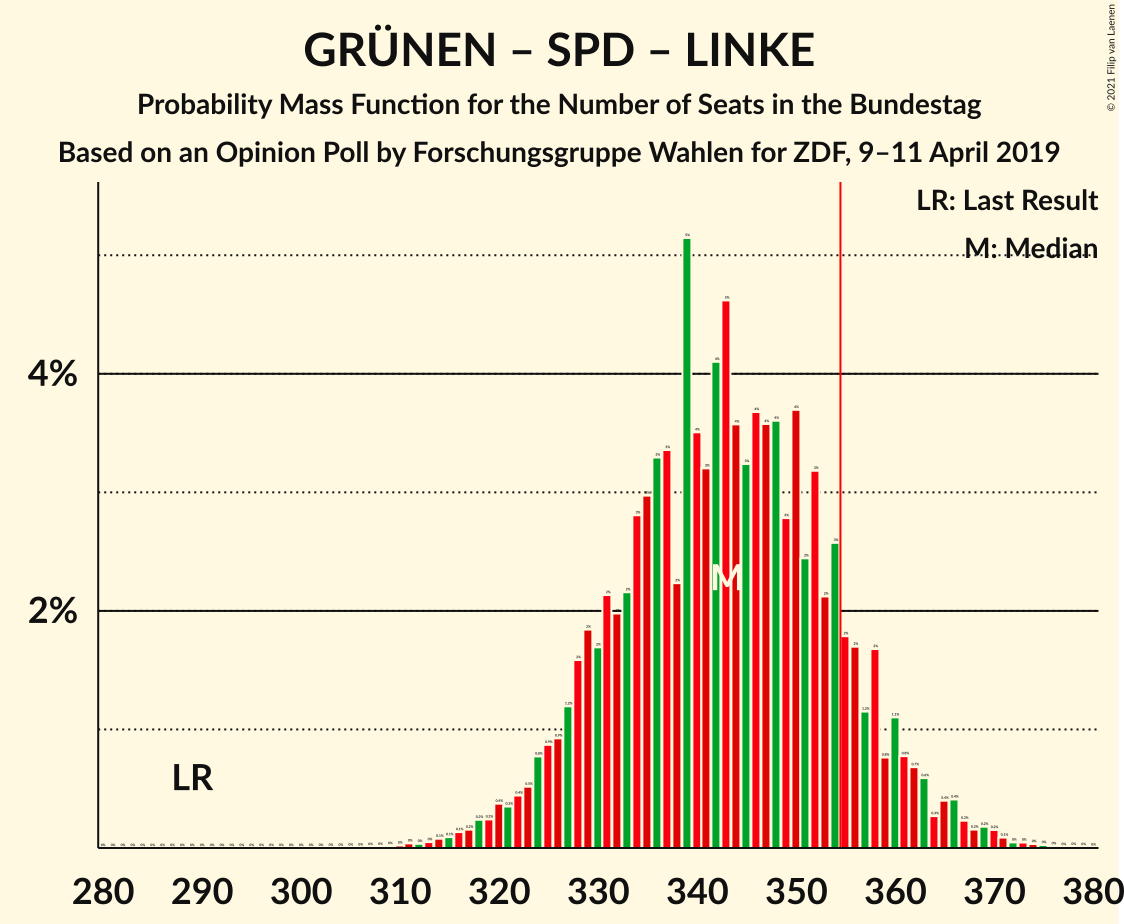 GRÜNEN – SPD – LINKE
Probability Mass Function for the Number of Seats in the Bundestag
Based on an Opinion Poll by Forschungsgruppe Wahlen for ZDF, 9–11 April 2019
© 2021 Filip van Laenen
LR: Last Result
M: Median
4%
2%
M
LR
280 290 300 310 320 330 340 350 360 370 380